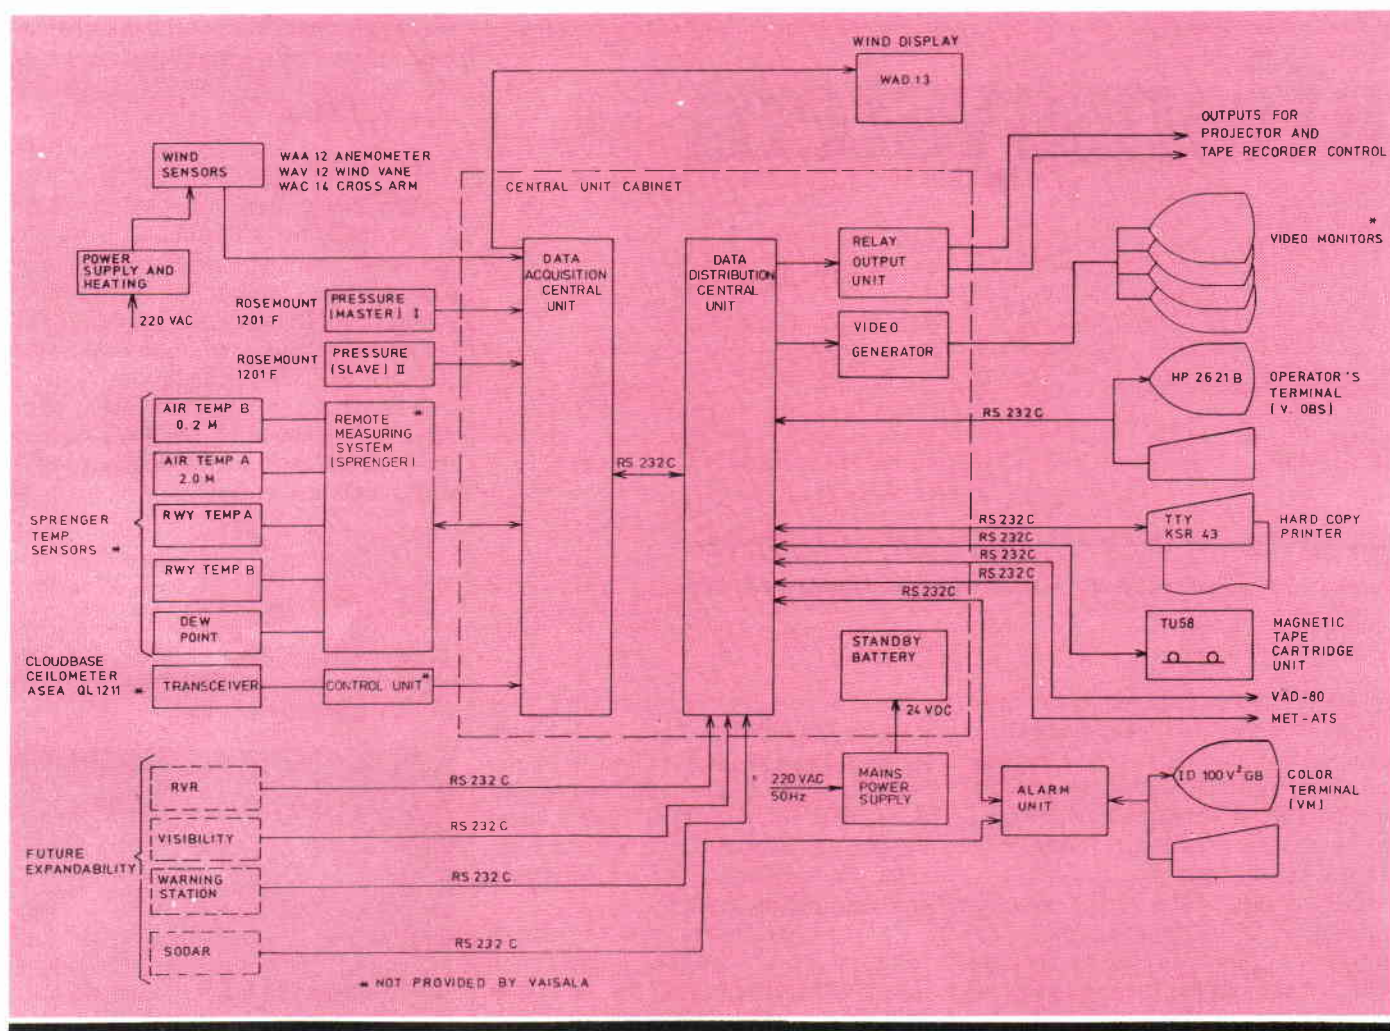 WIND DISPLAY
WAD 13
OUTPUTS FOR
PROJECTOR AND
TAPE RECORDER CONTROL
WIND
SENSORS
WAA 12 ANEMOMETER
WAV 12 WIND VANE
WAC 14 CROSS ARM
CENTRAL UNIT CABINET
POWER
SUPPLY AND
HEATING
220 VAC
DATA
ACQUISITION
CENTRAL
UNIT
DATA
DISTRIBUTION
CENTRAL
UNIT
RELAY
OUTPUT
UNIT
*
VIDEO MONITORS
ROSEMOUNT
1201 F
PRESSURE
(MASTER) I
VIDEO
GENERATOR
ROSEMOUNT
1201 F
PRESSURE
(SLAVE) II
HP 2621 B
OPERATOR'S
TERMINAL
(V. OBS)
RS 232C
SPRENGER
TEMP.
SENSORS *
AIR TEMP B
0.2 M
AIR TEMP A
2.0 M
RWY TEMP A
RWY TEMP B
DEW
POINT
REMOTE *
MEASURING
SYSTEM
(SPRENGER)
RS 232C
RS 232C
RS 232C
RS 232C
RS 232C
RS 232C
TTY
KSR 43
HARD COPY
PRINTER
TU58
MAGNETIC
TAPE
CARTRIDGE
UNIT
VAD-80
MET-ATS
CLOUDBASE
CEILOMETER
ASEA QL1211 *
TRANSCEIVER
CONTROL UNIT*
STANDBY
BATTERY
24 VDC
220 VAC
50Hz
MAINS
POWER
SUPPLY
ALARM
UNIT
ID 100V²GB
COLOR
TERMINAL
(VM)
FUTURE
EXPANDABILITY
RVR
RS 232 C
VISIBILITY
RS 232 C
WARNING
STATION
RS 232 C
SODAR
RS 232 C
* NOT PROVIDED BY VAISALA